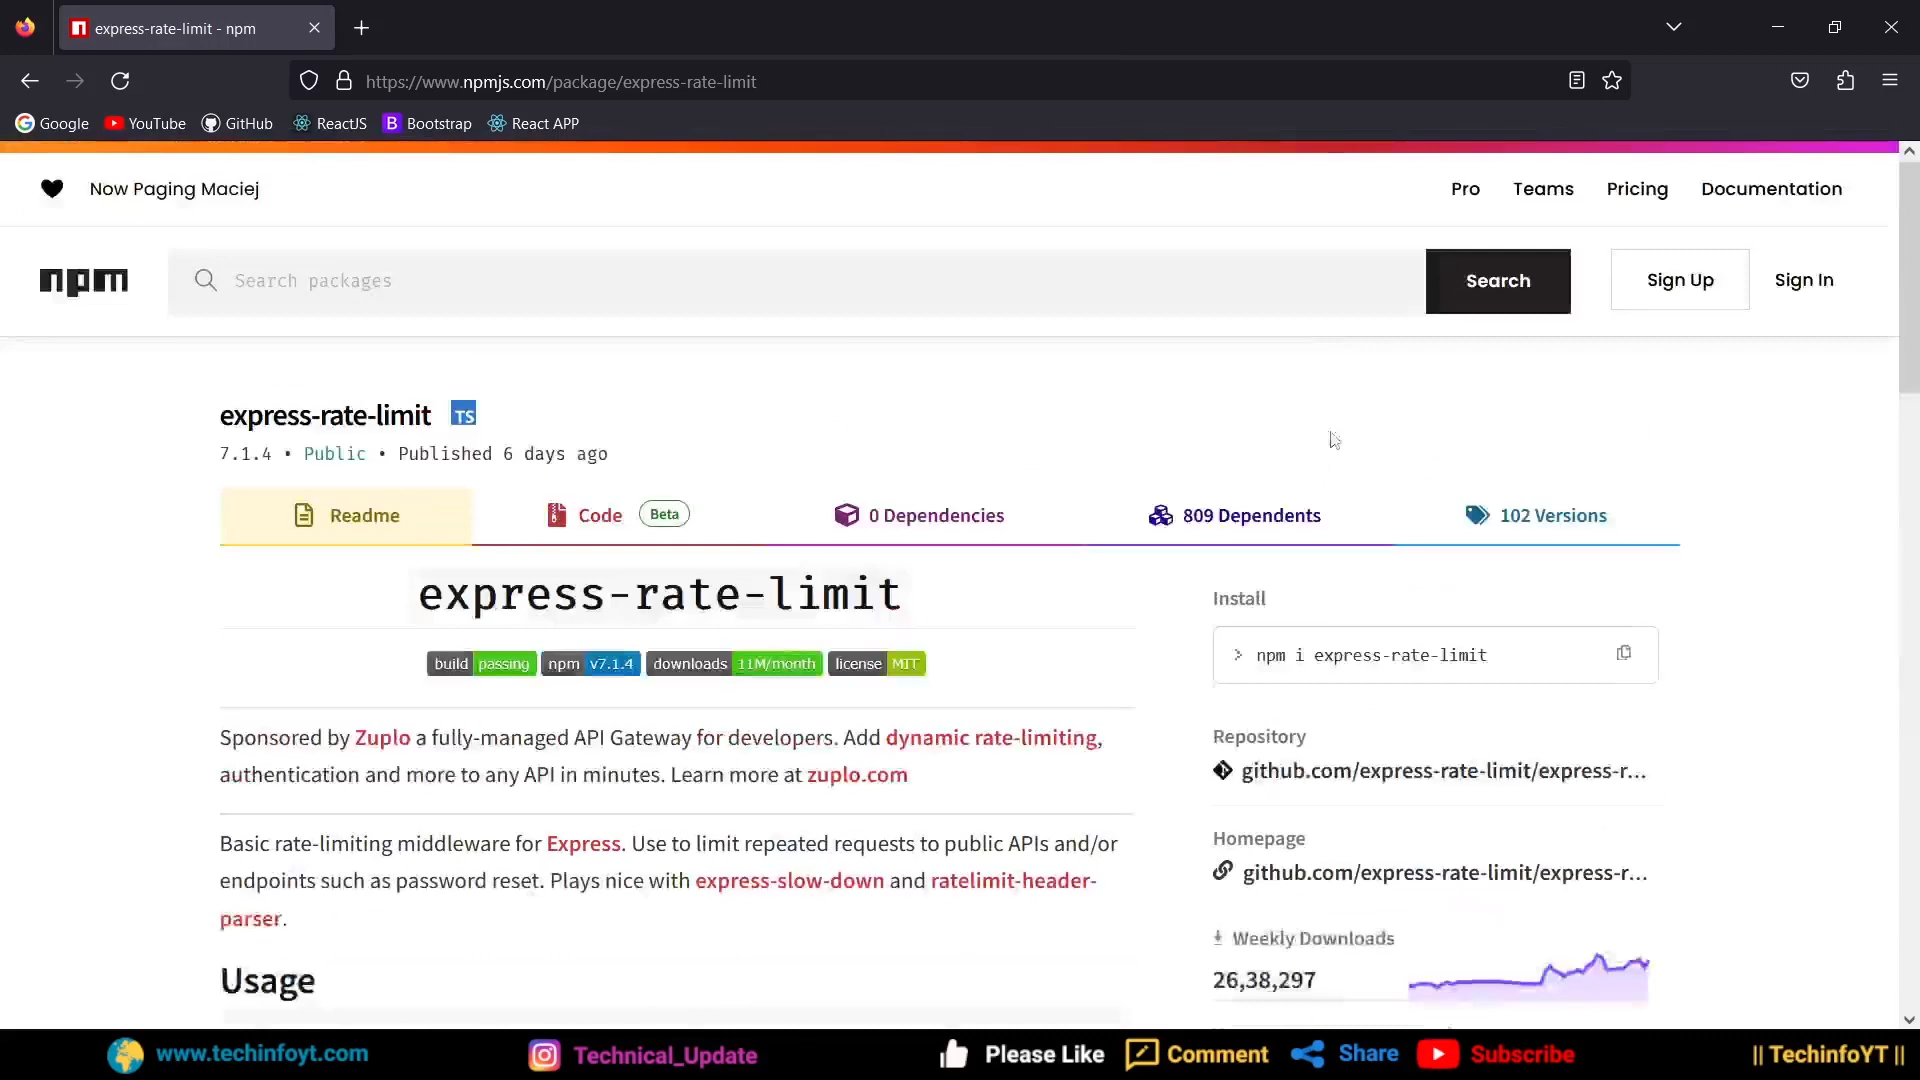 express-rate-limit - npm
https://www.npmjs.com/package/express-rate-limit
Google YouTube GitHub ReactJS Bootstrap React APP
Now Paging Maciej
Pro Teams Pricing Documentation
npm
Search packages
Search
Sign Up
Sign In
express-rate-limit TS
7.1.4 • Public • Published 6 days ago
Readme
Code Beta
0 Dependencies
809 Dependents
102 Versions
express-rate-limit
build passing npm v7.1.4 downloads 11M/month license MIT
Sponsored by Zuplo a fully-managed API Gateway for developers. Add dynamic rate-limiting,
authentication and more to any API in minutes. Learn more at zuplo.com
Basic rate-limiting middleware for Express. Use to limit repeated requests to public APIs and/or
endpoints such as password reset. Plays nice with express-slow-down and ratelimit-header-
parser.
Usage
Install
> npm i express-rate-limit
Repository
github.com/express-rate-limit/express-r...
Homepage
github.com/express-rate-limit/express-r...
Weekly Downloads
26,38,297
www.techinfoyt.com Technical_Update Please Like Comment Share Subscribe || TechinfoYT ||